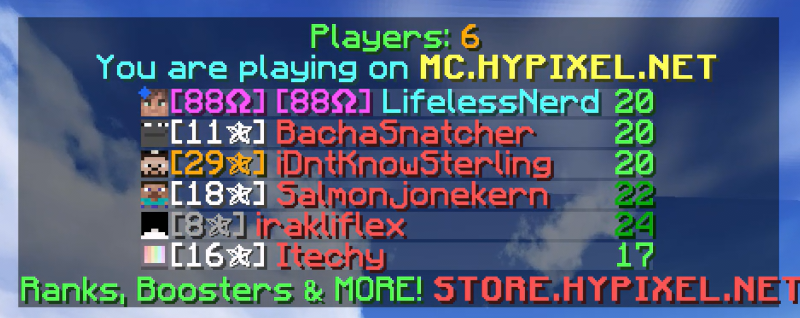 Players: 6
You are playing on MC.HYPIXEL.NET
[88Ω] [88Ω] LifelessNerd 20
[11✯] BachaSnatcher 20
[29✯] iDntKnowSterling 20
[18✯] Salmonjonekern 22
[8✯] irakliflex 24
[16✯] Itechy 17
Ranks, Boosters & MORE! STORE.HYPIXEL.NET